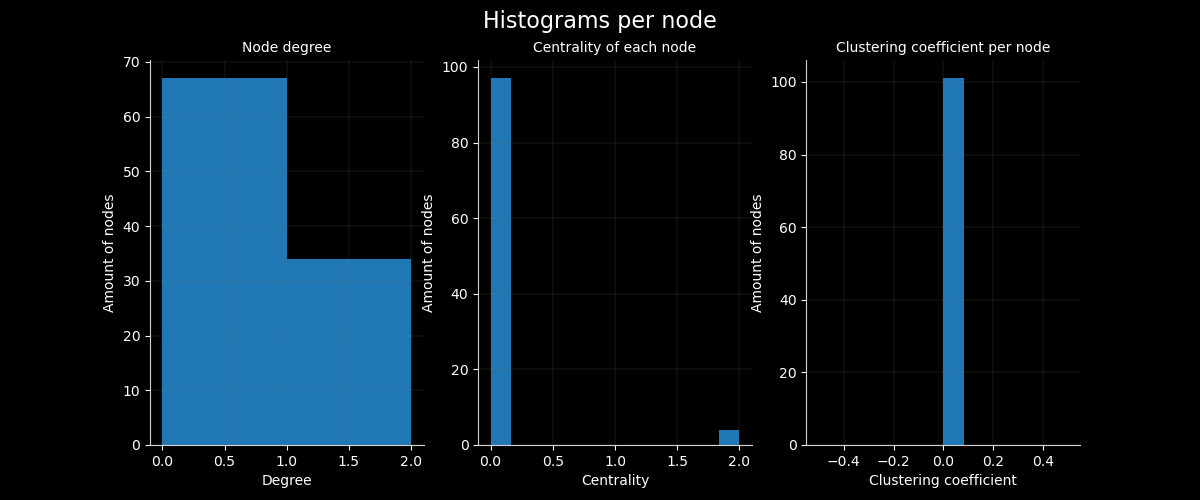 Histograms per node
Node degree
Centrality of each node
Clustering coefficient per node
70
60
50
40
30
20
10
0
Amount of nodes
0.0 0.5 1.0 1.5 2.0
Degree
100
80
60
40
20
0
Amount of nodes
0.0 0.5 1.0 1.5 2.0
Centrality
100
80
60
40
20
0
Amount of nodes
−0.4 −0.2 0.0 0.2 0.4
Clustering coefficient